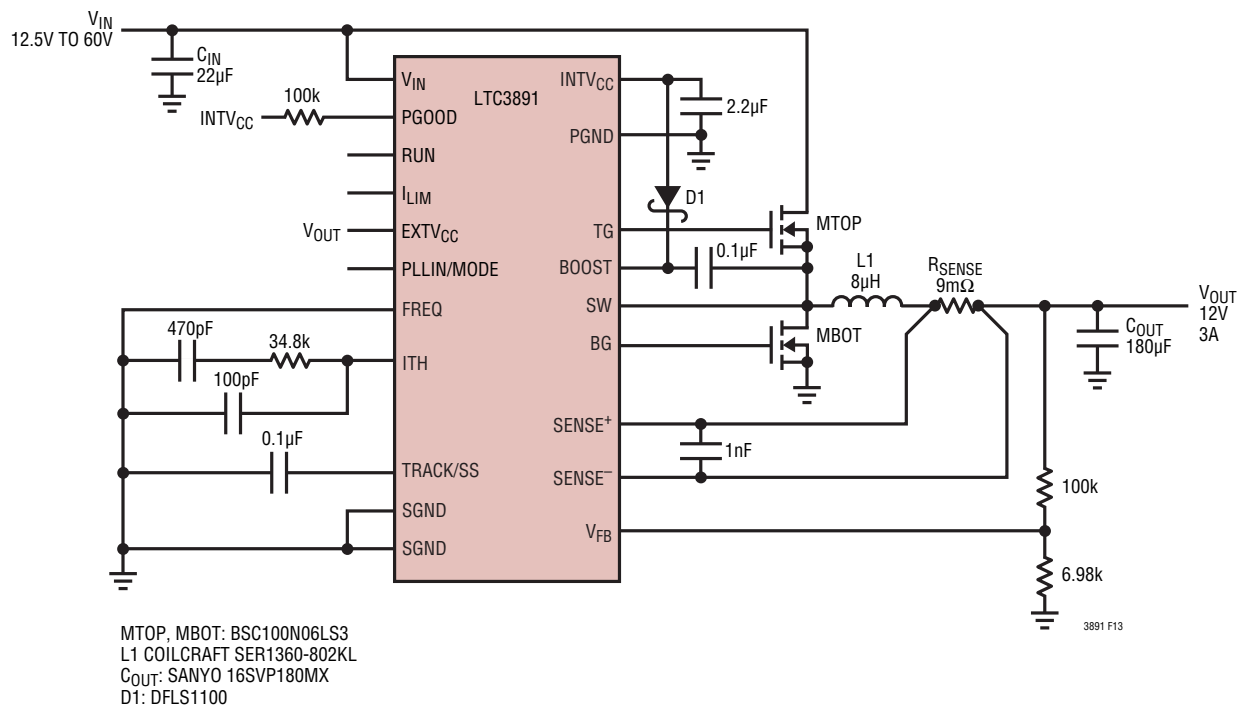 VIN
12.5V TO 60V
CIN
22µF
100k
INTVCC
VIN
PGOOD
RUN
ILIM
VOUT
EXTVCC
PLLIN/MODE
FREQ
470pF
34.8k
ITH
100pF
0.1µF
TRACK/SS
SGND
SGND
LTC3891
INTVCC
2.2µF
PGND
D1
TG
MTOP
BOOST
0.1µF
SW
L1
8µH
RSENSE
9mΩ
VOUT
12V
3A
COUT
180µF
BG
MBOT
SENSE+
1nF
SENSE–
100k
VFB
6.98k
3891 F13
MTOP, MBOT: BSC100N06LS3
L1 COILCRAFT SER1360-802KL
COUT: SANYO 16SVP180MX
D1: DFLS1100